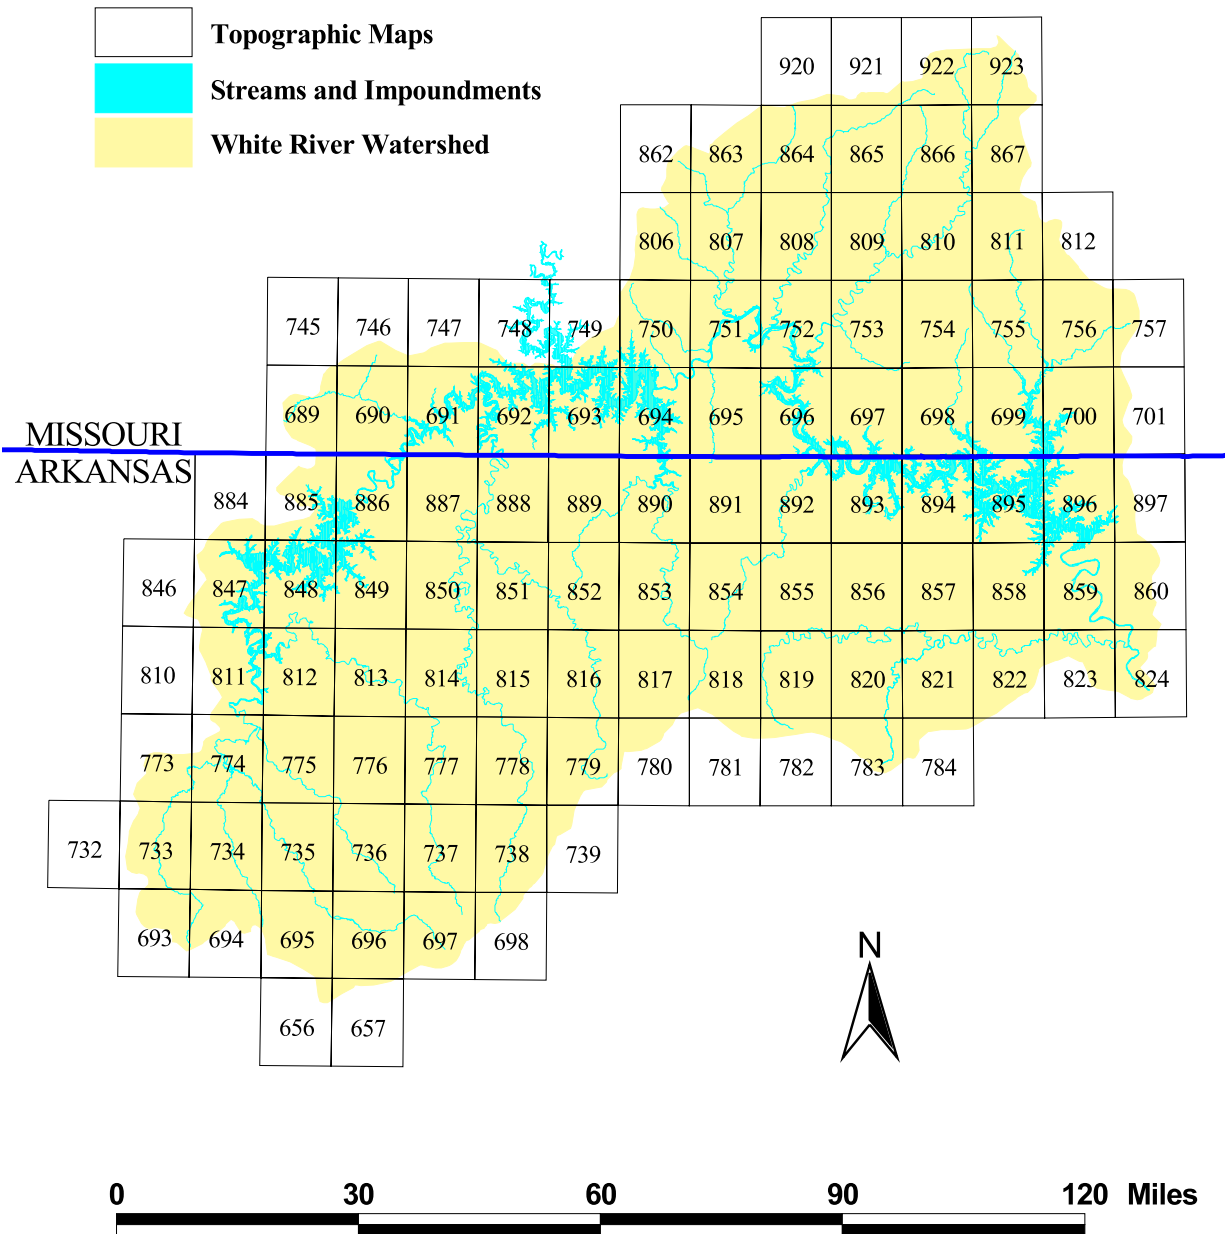 Topographic Maps
Streams and Impoundments
White River Watershed
920 921 922 923
862 863 864 865 866 867
806 807 808 809 810 811 812
745 746 747 748 749 750 751 752 753 754 755 756 757
689 690 691 692 693 694 695 696 697 698 699 700 701
MISSOURI
ARKANSAS
884 885 886 887 888 889 890 891 892 893 894 895 896 897
846 847 848 849 850 851 852 853 854 855 856 857 858 859 860
810 811 812 813 814 815 816 817 818 819 820 821 822 823 824
773 774 775 776 777 778 779 780 781 782 783 784
732 733 734 735 736 737 738 739
693 694 695 696 697 698
N
656 657
0 30 60 90 120 Miles